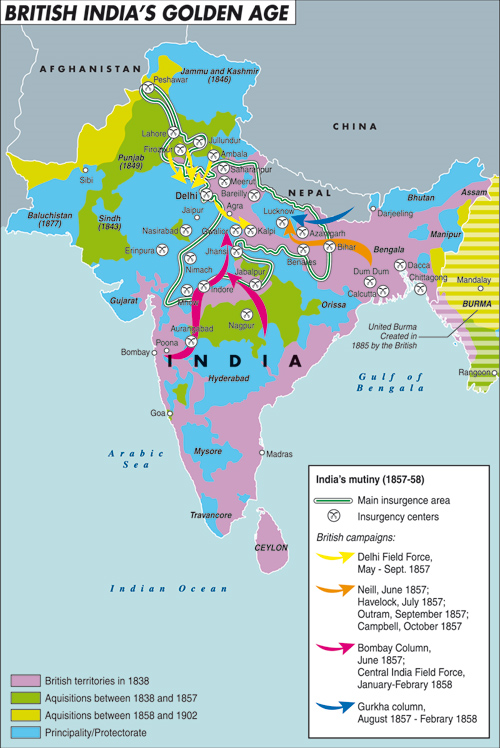 BRITISH INDIA'S GOLDEN AGE
AFGHANISTAN
Jammu and Kashmir
(1846)
Peshawar
CHINA
Lahore
Jullundur
Firozpur
Ambala
Punjab
(1849)
Saharanpur
Meerut
Sibi
Delhi
Bareilly
NEPAL
Bhutan
Assam
Agra
Lucknow
Darjeeling
Baluchistan
(1877)
Sindh
(1843)
Jaipur
Nasirabad
Gwalior
Kalpi
Azamgarh
Manipur
Erinpura
Jhansi
Benales
Bihar
Bengala
Nimach
Jabalpur
Dum Dum
Dacca
Chittagong
Mandalay
Gujarat
Mhow
Indore
Calcutta
BURMA
Orissa
Aurangabad
Nagpur
United Burma
Created in
1885 by the British
Poona
Bombay
INDIA
Rangoon
Hyderabad
Gulf of
Bengala
Goa
Arabic
Sea
Mysore
Madras
Travancore
CEYLON
Indian Ocean
India's mutiny (1857-58)
Main insurgence area
Insurgency centers
British campaigns:
Delhi Field Force,
May - Sept. 1857
Neill, June 1857;
Havelock, July 1857;
Outram, September 1857;
Campbell, October 1857
Bombay Column,
June 1857;
Central India Field Force,
January-Febrary 1858
Gurkha column,
August 1857 - Febrary 1858
British territories in 1838
Aquisitions between 1838 and 1857
Aquisitions between 1858 and 1902
Principality/Protectorate